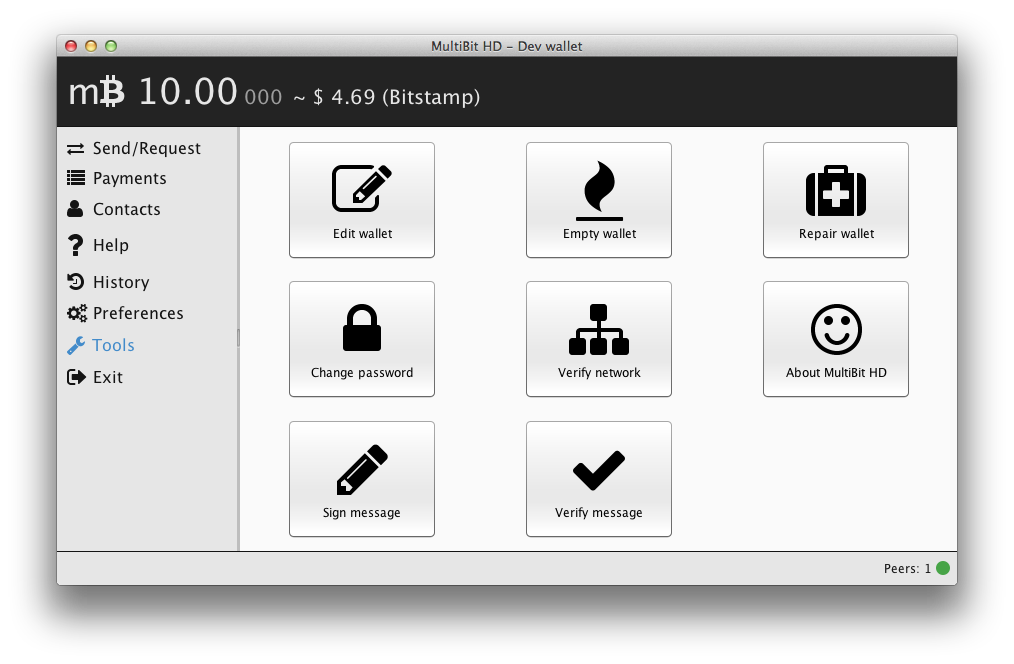 MultiBit HD – Dev wallet
m₿ 10.00 000 ~ $ 4.69 (Bitstamp)
Send/Request
Payments
Contacts
Help
History
Preferences
Tools
Exit
Edit wallet
Empty wallet
Repair wallet
Change password
Verify network
About MultiBit HD
Sign message
Verify message
Peers: 1